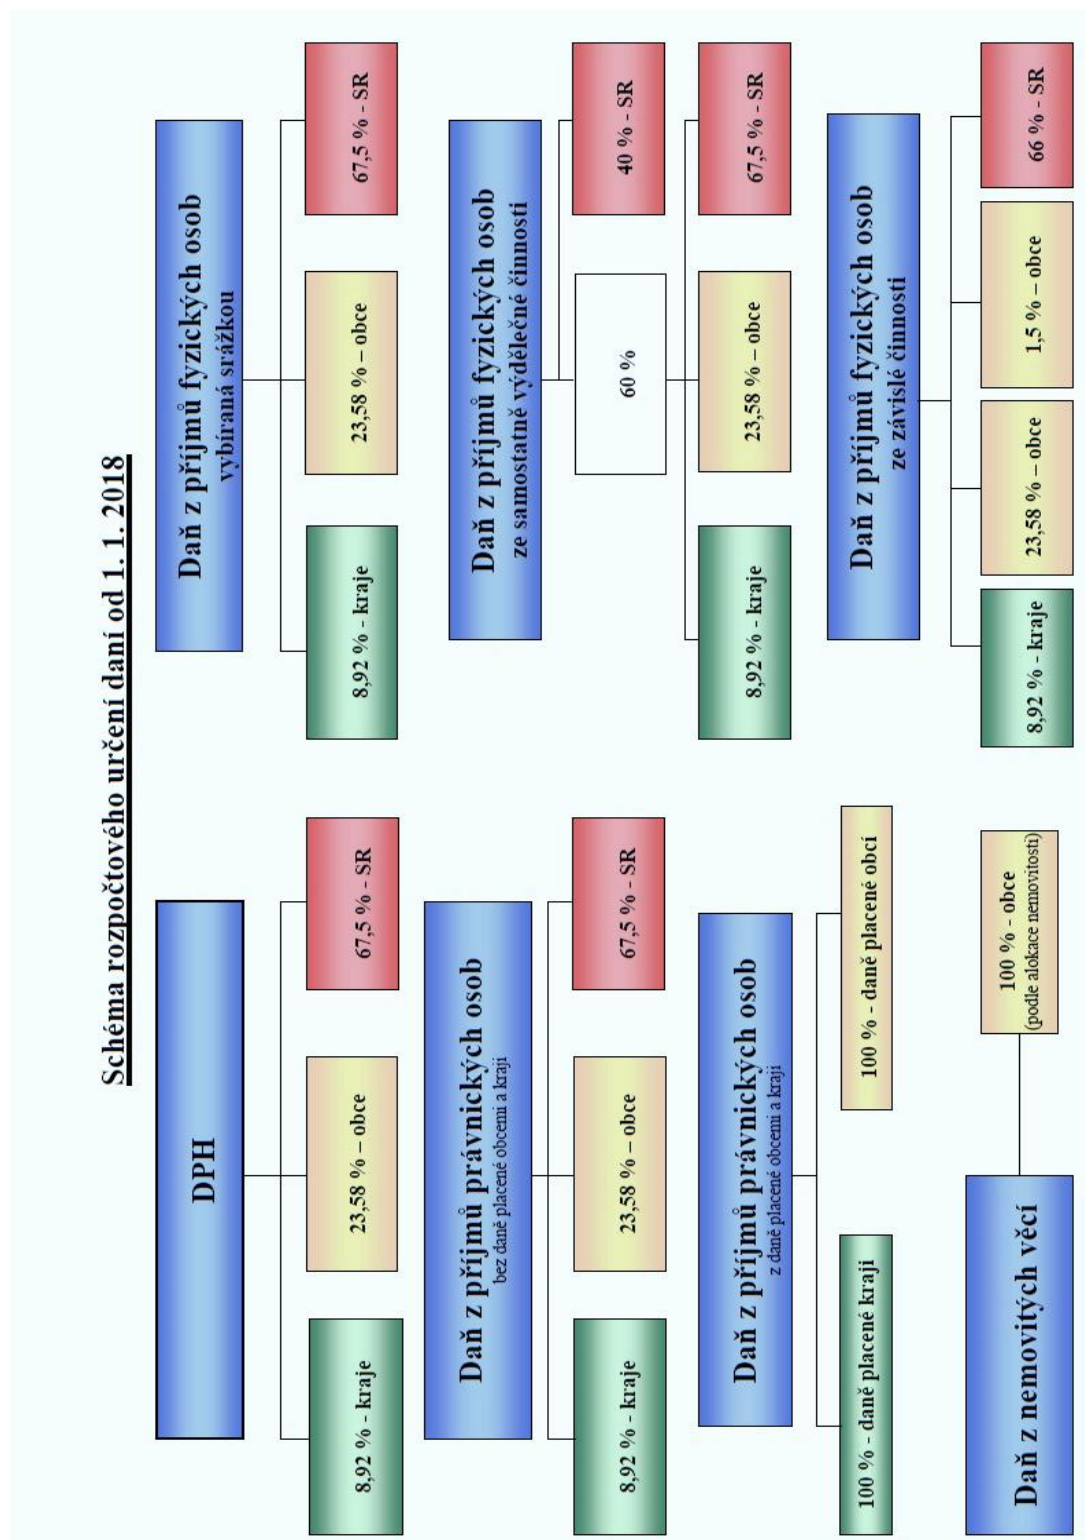 Schéma rozpočtového určení daní od 1. 1. 2018
DPH
8,92 % - kraje
23,58 % – obce
67,5 % - SR
Daň z příjmů fyzických osob
vybíraná srážkou
8,92 % - kraje
23,58 % – obce
67,5 % - SR
Daň z příjmů právnických osob
bez daně placené obcemi a kraji
8,92 % - kraje
23,58 % – obce
67,5 % - SR
Daň z příjmů fyzických osob
ze samostatně výdělečné činnosti
60 %
40 % - SR
8,92 % - kraje
23,58 % – obce
67,5 % - SR
Daň z příjmů právnických osob
z daně placené obcemi a kraji
100 % - daně placené kraji
100 % - daně placené obcí
Daň z příjmů fyzických osob
ze závislé činnosti
8,92 % - kraje
23,58 % – obce
1,5 % – obce
66 % - SR
Daň z nemovitých věcí
100 % - obce
(podle alokace nemovitostí)